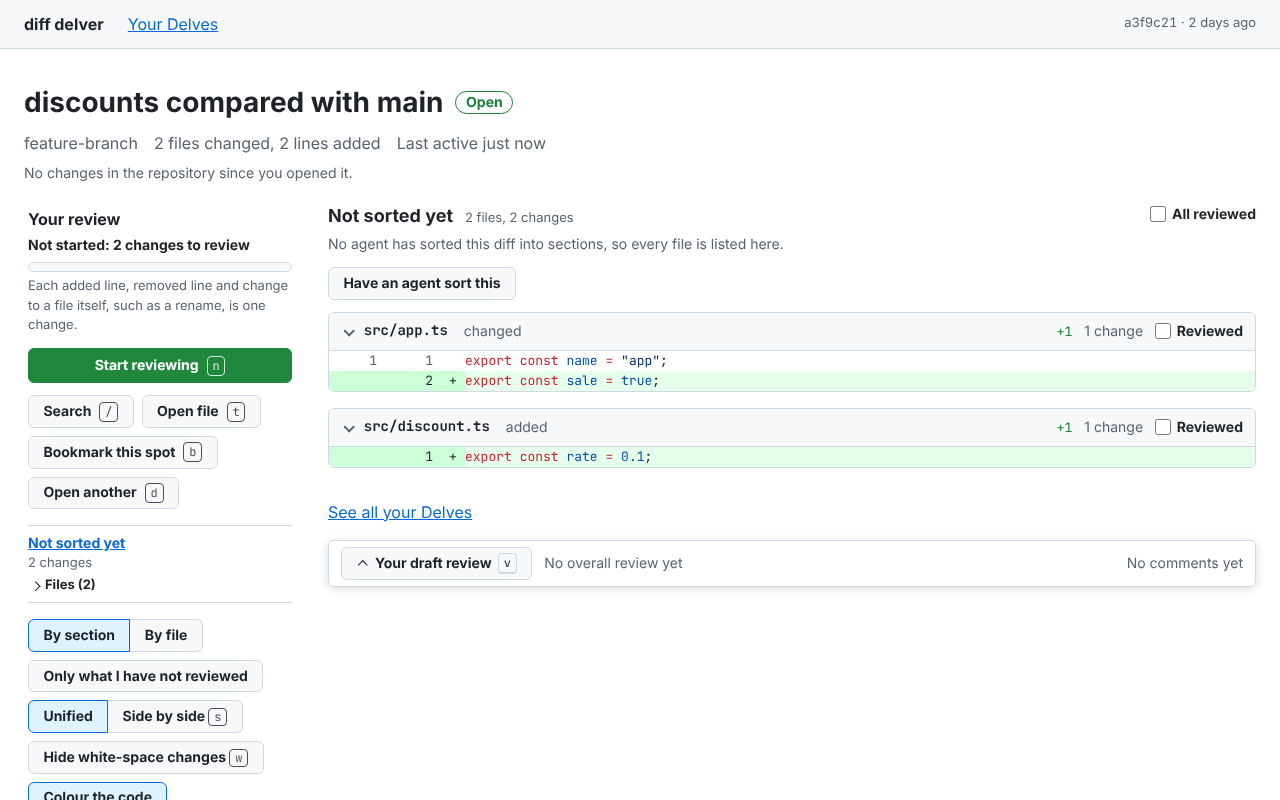 diff delver Your Delves a3f9c21 · 2 days ago
discounts compared with main Open
feature-branch 2 files changed, 2 lines added Last active just now
No changes in the repository since you opened it.
Your review
Not started: 2 changes to review
Each added line, removed line and change
to a file itself, such as a rename, is one
change.
Start reviewing n
Search / Open file t
Bookmark this spot b
Open another d
Not sorted yet
2 changes
Files (2)
By section By file
Only what I have not reviewed
Unified Side by side s
Hide white-space changes w
Colour the code
Not sorted yet 2 files, 2 changes All reviewed
No agent has sorted this diff into sections, so every file is listed here.
Have an agent sort this
src/app.ts changed +1 1 change Reviewed
1 1 export const name = "app";
2 + export const sale = true;
src/discount.ts added +1 1 change Reviewed
1 + export const rate = 0.1;
See all your Delves
Your draft review v No overall review yet No comments yet